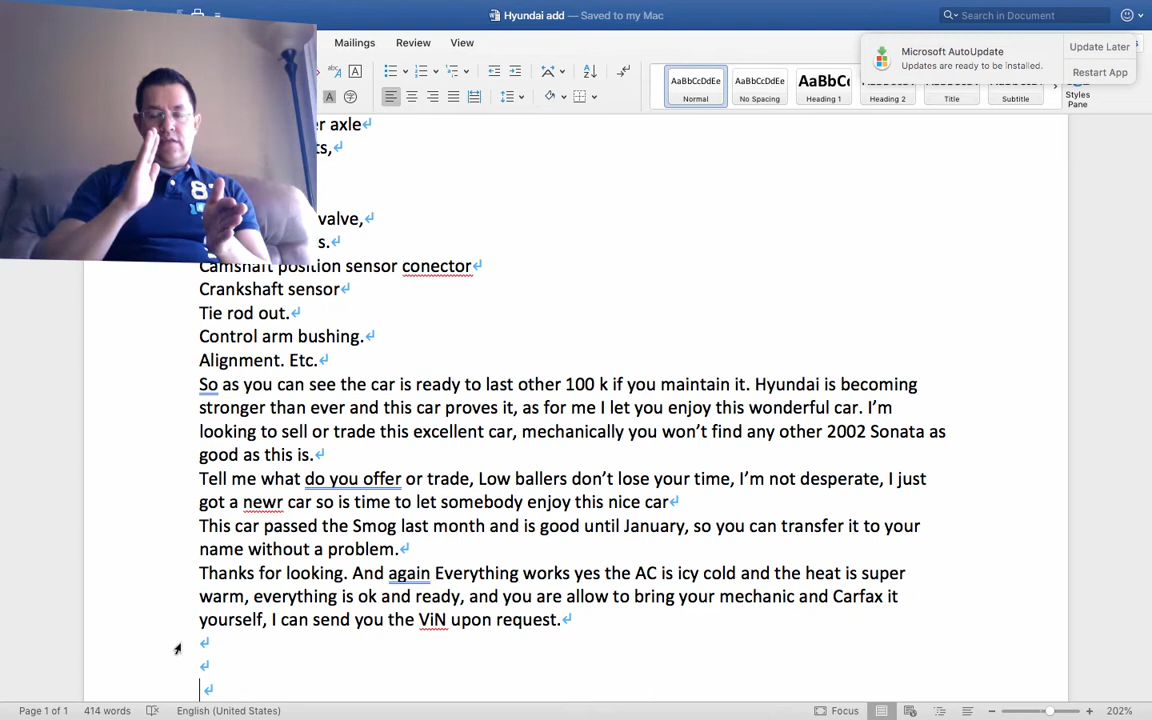 Hyundai add — Saved to my Mac
Search in Document
Mailings Review View
Microsoft AutoUpdate
Updates are ready to be installed.
Update Later
Restart App
AaBbCcDdEe AaBbCcDdEe AaBbC AaBbCcDdEe
Normal No Spacing Heading 1 Heading 2 Title Subtitle
Styles
Pane
axle
valve,
s.
Camshaft position sensor conector
Crankshaft sensor
Tie rod out.
Control arm bushing.
Alignment. Etc.
So as you can see the car is ready to last other 100 k if you maintain it. Hyundai is becoming
stronger than ever and this car proves it, as for me I let you enjoy this wonderful car. I’m
looking to sell or trade this excellent car, mechanically you won’t find any other 2002 Sonata as
good as this is.
Tell me what do you offer or trade, Low ballers don’t lose your time, I’m not desperate, I just
got a newr car so is time to let somebody enjoy this nice car
This car passed the Smog last month and is good until January, so you can transfer it to your
name without a problem.
Thanks for looking. And again Everything works yes the AC is icy cold and the heat is super
warm, everything is ok and ready, and you are allow to bring your mechanic and Carfax it
yourself, I can send you the ViN upon request.
Page 1 of 1 414 words English (United States) Focus 202%